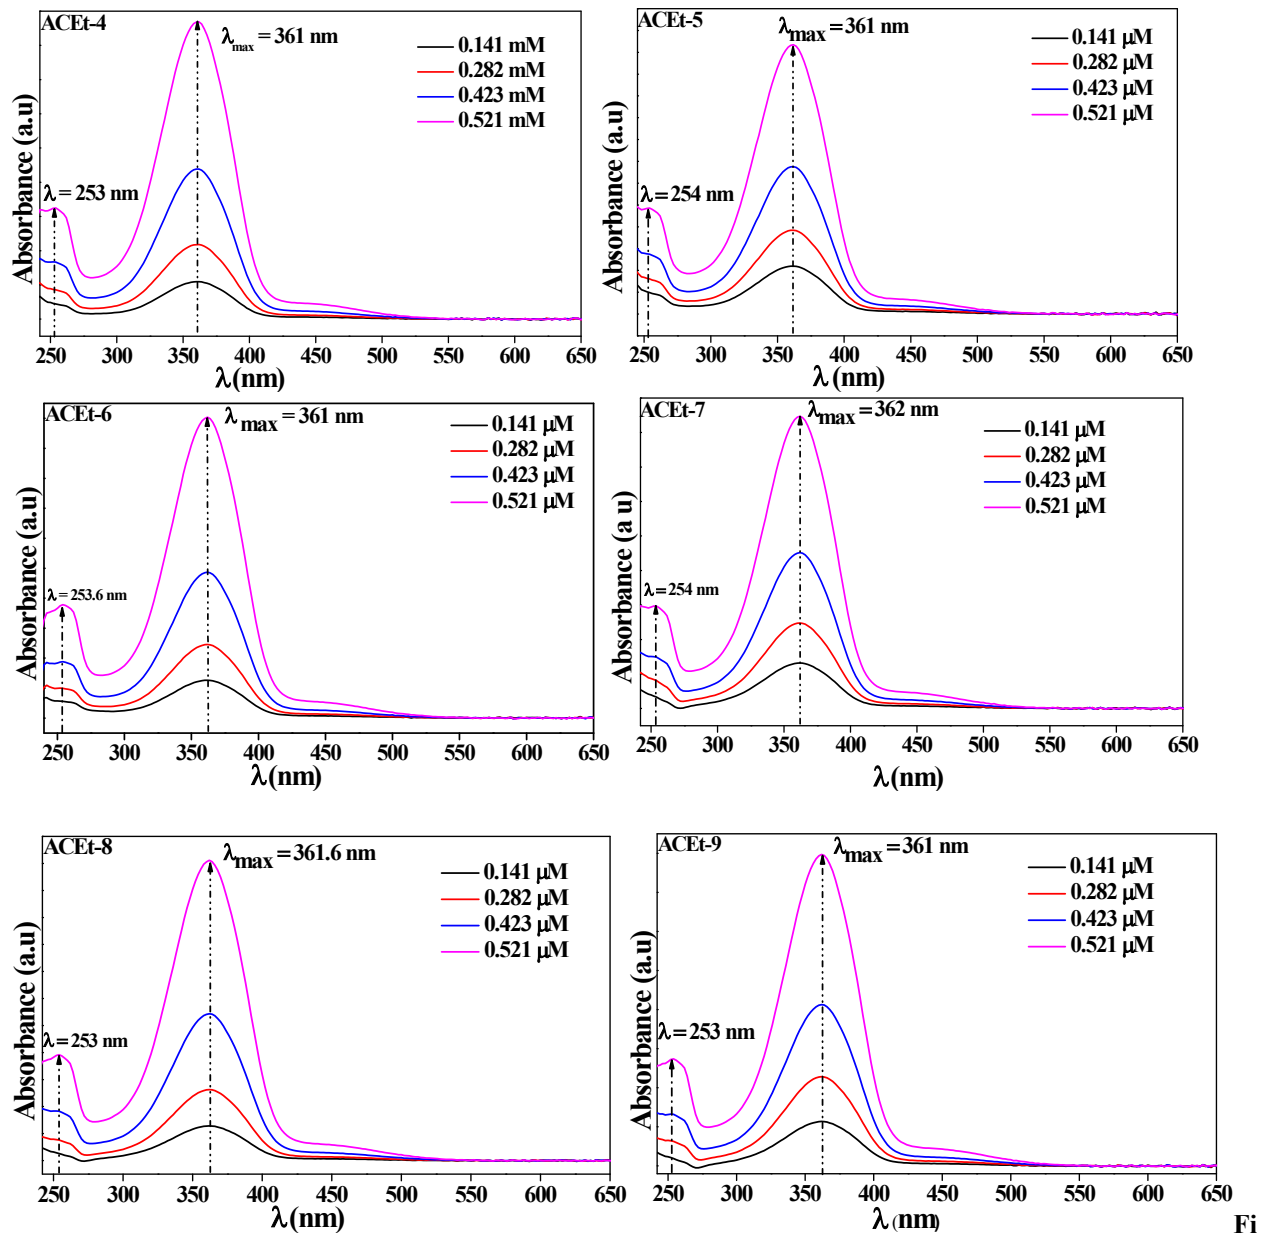 ACEt-4
λmax = 361 nm
0.141 mM
0.282 mM
0.423 mM
0.521 mM
λ = 253 nm
Absorbance (a.u)
250 300 350 400 450 500 550 600 650
λ(nm)
ACEt-5
λmax = 361 nm
0.141 μM
0.282 μM
0.423 μM
0.521 μM
λ = 254 nm
Absorbance (a.u)
250 300 350 400 450 500 550 600 650
λ (nm)
ACEt-6
λmax = 361 nm
0.141 μM
0.282 μM
0.423 μM
0.521 μM
λ = 253.6 nm
Absorbance (a.u)
250 300 350 400 450 500 550 600 650
λ(nm)
ACEt-7
λmax = 362 nm
0.141 μM
0.282 μM
0.423 μM
0.521 μM
λ = 254 nm
Absorbance (a u)
250 300 350 400 450 500 550 600 650
λ(nm)
ACEt-8
λmax = 361.6 nm
0.141 μM
0.282 μM
0.423 μM
0.521 μM
λ = 253 nm
Absorbance (a.u)
250 300 350 400 450 500 550 600 650
λ(nm)
ACEt-9
λmax = 361 nm
0.141 μM
0.282 μM
0.423 μM
0.521 μM
λ = 253 nm
Absorbance (a.u)
250 300 350 400 450 500 550 600 650
λ (nm)
Fi